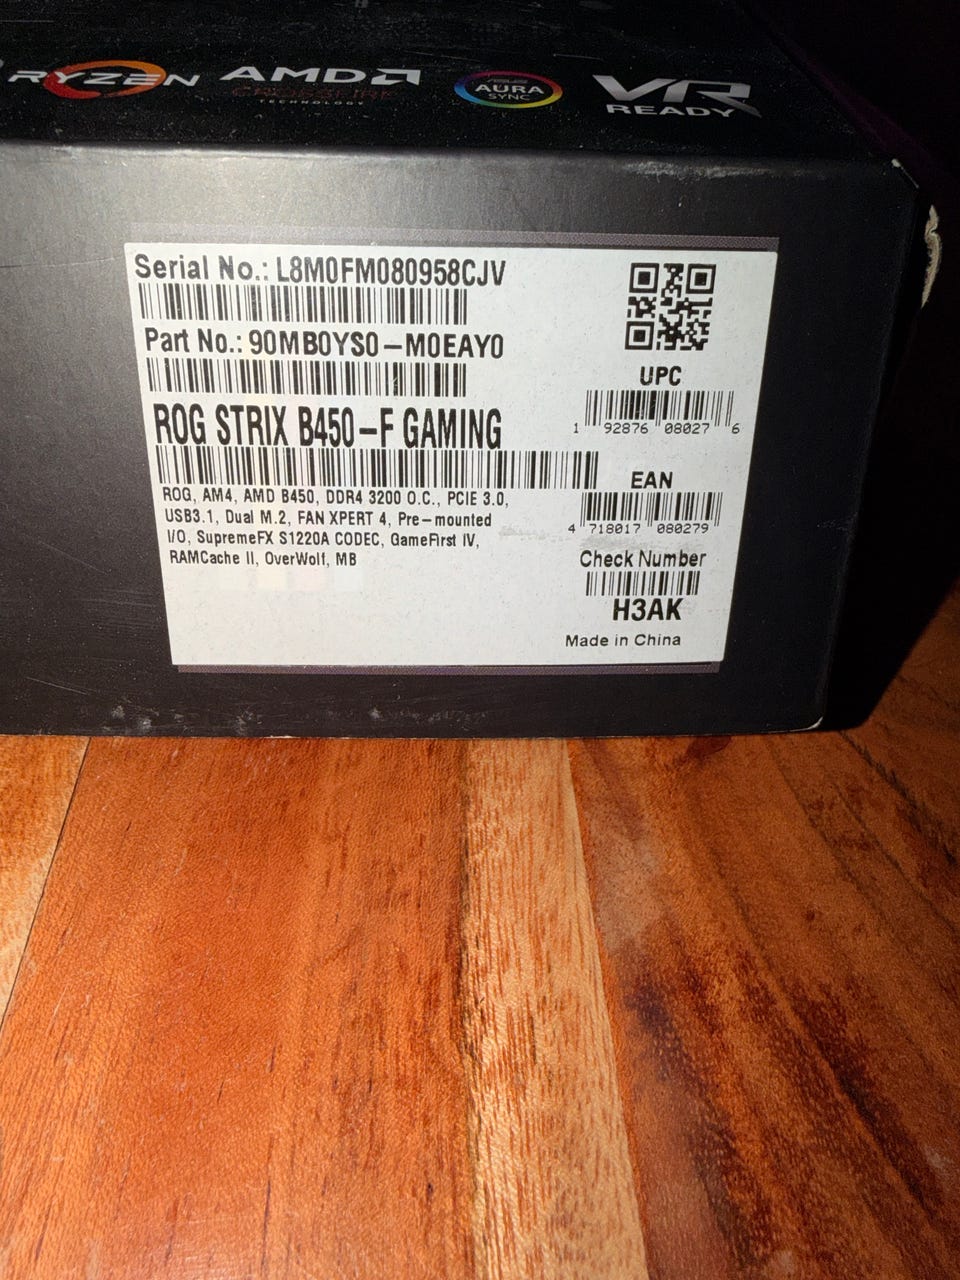 RYZEN AMD CROSSFIRE TECHNOLOGY ASUS AURA SYNC VR READY
Serial No.: L8M0FM080958CJV
Part No.: 90MB0YS0-M0EAY0
ROG STRIX B450-F GAMING
ROG, AM4, AMD B450, DDR4 3200 O.C., PCIE 3.0,
USB3.1, Dual M.2, FAN XPERT 4, Pre-mounted
I/O, SupremeFX S1220A CODEC, GameFirst IV,
RAMCache II, OverWolf, MB
UPC
1 92876 08027 6
EAN
4 718017 080279
Check Number
H3AK
Made in China